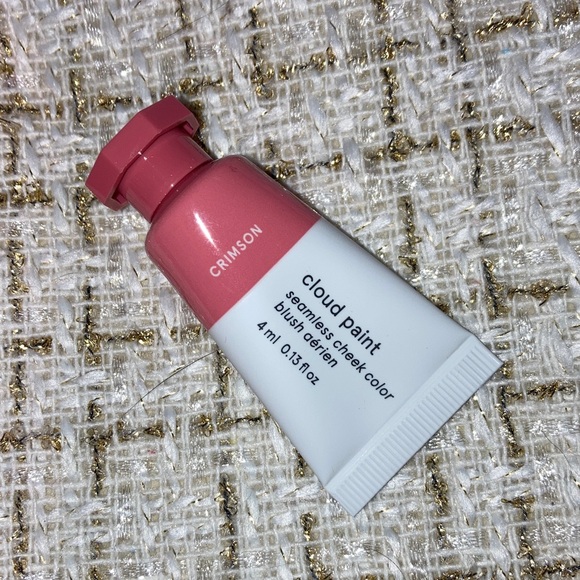 CRIMSON
cloud paint
seamless cheek color
blush aérien
4 ml 0.13 fl oz